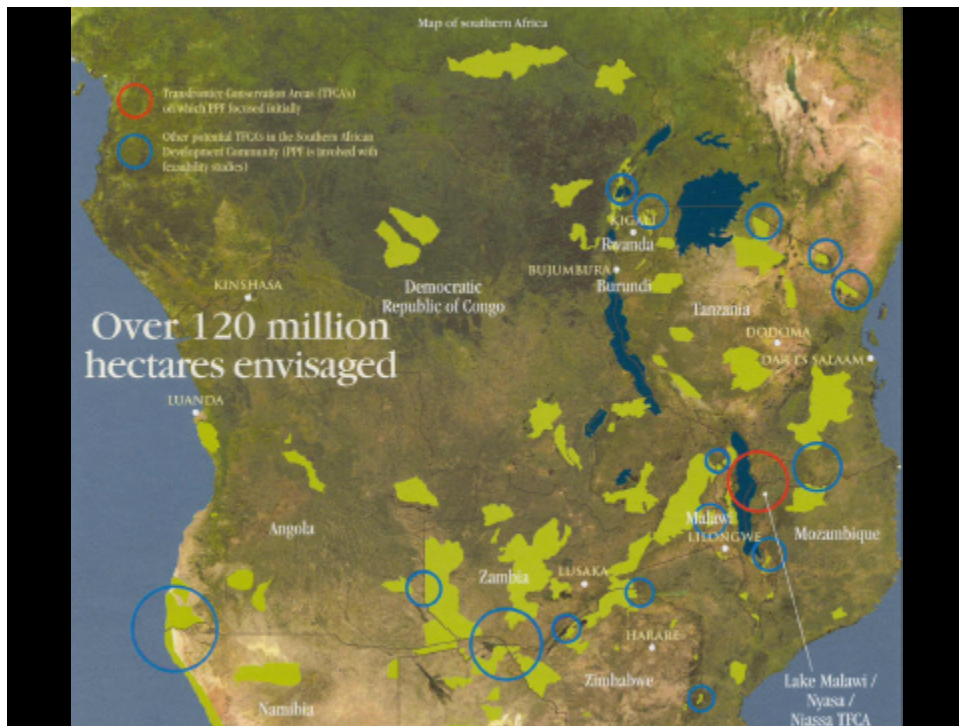 Map of southern Africa
Transfrontier Conservation Areas (TFCA's)
on which PPF focused initially
Other potential TFCA's in the Southern African
Development Community (PPF is involved with
feasibility studies)
KIGALI
Rwanda
BUJUMBURA
Burundi
Democratic
Republic of Congo
KINSHASA
Tanzania
Over 120 million
hectares envisaged
DODOMA
DAR ES SALAAM
LUANDA
Angola
Malawi
LILONGWE
Mozambique
Zambia
LUSAKA
HARARE
Zimbabwe
Namibia
Lake Malawi /
Nyasa /
Niassa TFCA